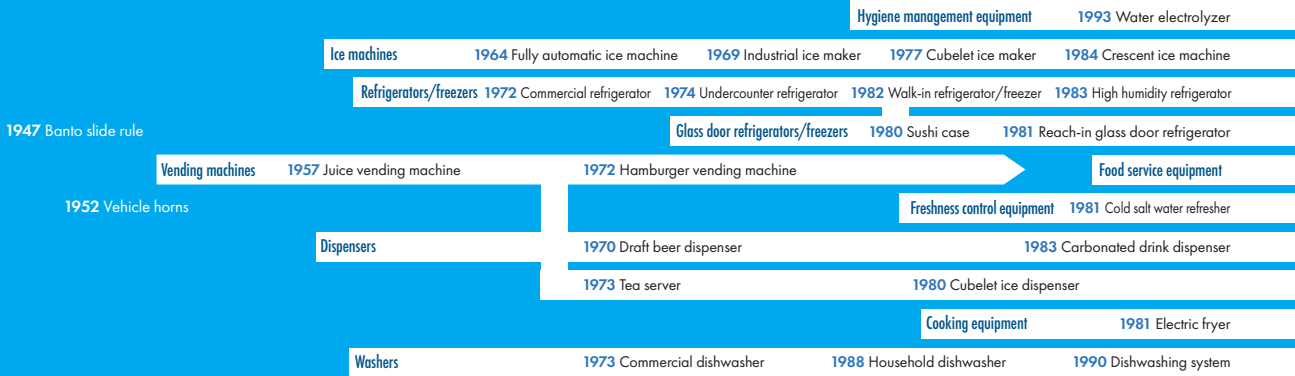 Hygiene management equipment 1993 Water electrolyzer
Ice machines 1964 Fully automatic ice machine 1969 Industrial ice maker 1977 Cubelet ice maker 1984 Crescent ice machine
Refrigerators/freezers 1972 Commercial refrigerator 1974 Undercounter refrigerator 1982 Walk-in refrigerator/freezer 1983 High humidity refrigerator
1947 Banto slide rule Glass door refrigerators/freezers 1980 Sushi case 1981 Reach-in glass door refrigerator
Vending machines 1957 Juice vending machine 1972 Hamburger vending machine Food service equipment
1952 Vehicle horns Freshness control equipment 1981 Cold salt water refresher
Dispensers 1970 Draft beer dispenser 1983 Carbonated drink dispenser
1973 Tea server 1980 Cubelet ice dispenser
Cooking equipment 1981 Electric fryer
Washers 1973 Commercial dishwasher 1988 Household dishwasher 1990 Dishwashing system